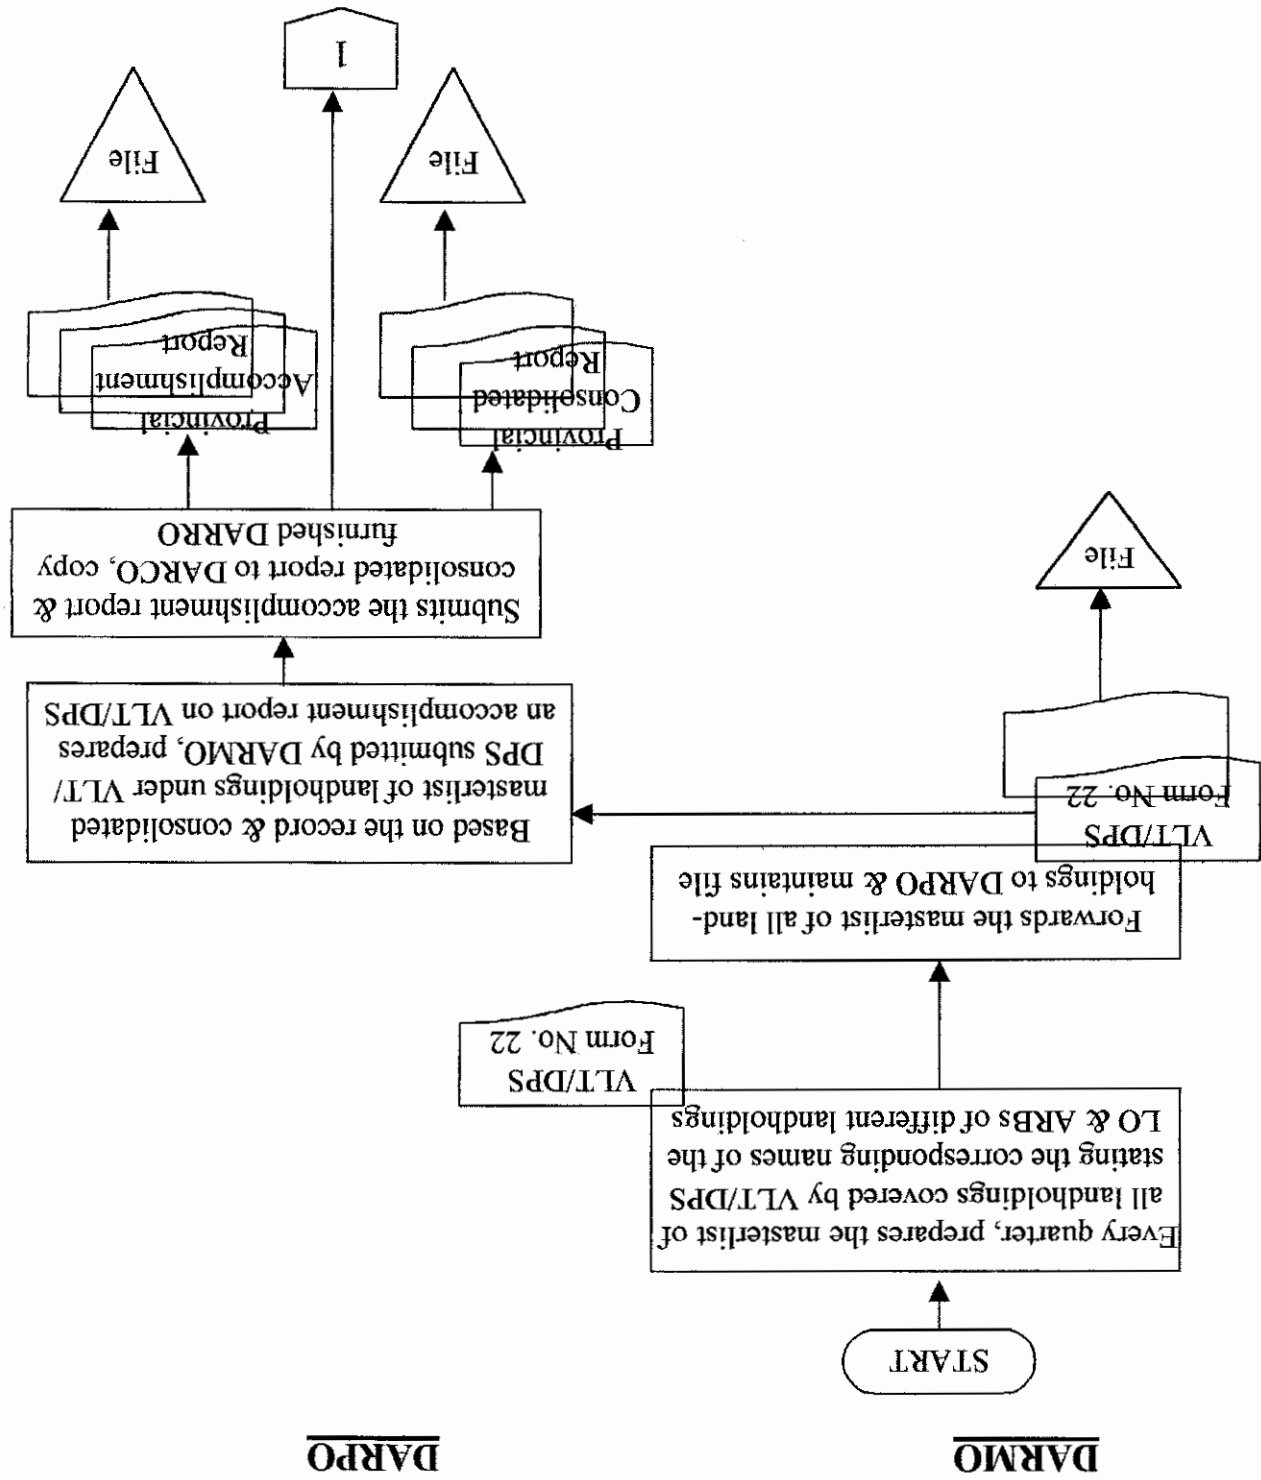 DARMO
DARPO
START
Every quarter, prepares the masterlist of
all landholdings covered by VLT/DPS
stating the corresponding names of the
LO & ARBs of different landholdings
VLT/DPS
Form No. 22
Forwards the masterlist of all land-
holdings to DARPO & maintains file
VLT/DPS
Form No. 22
File
Based on the record & consolidated
masterlist of landholdings under VLT/
DPS submitted by DARMO, prepares
an accomplishment report on VLT/DPS
Submits the accomplishment report &
consolidated report to DARCO, copy
furnished DARRO
Provincial
Consolidated
Report
File
1
Provincial
Accomplishment
Report
File